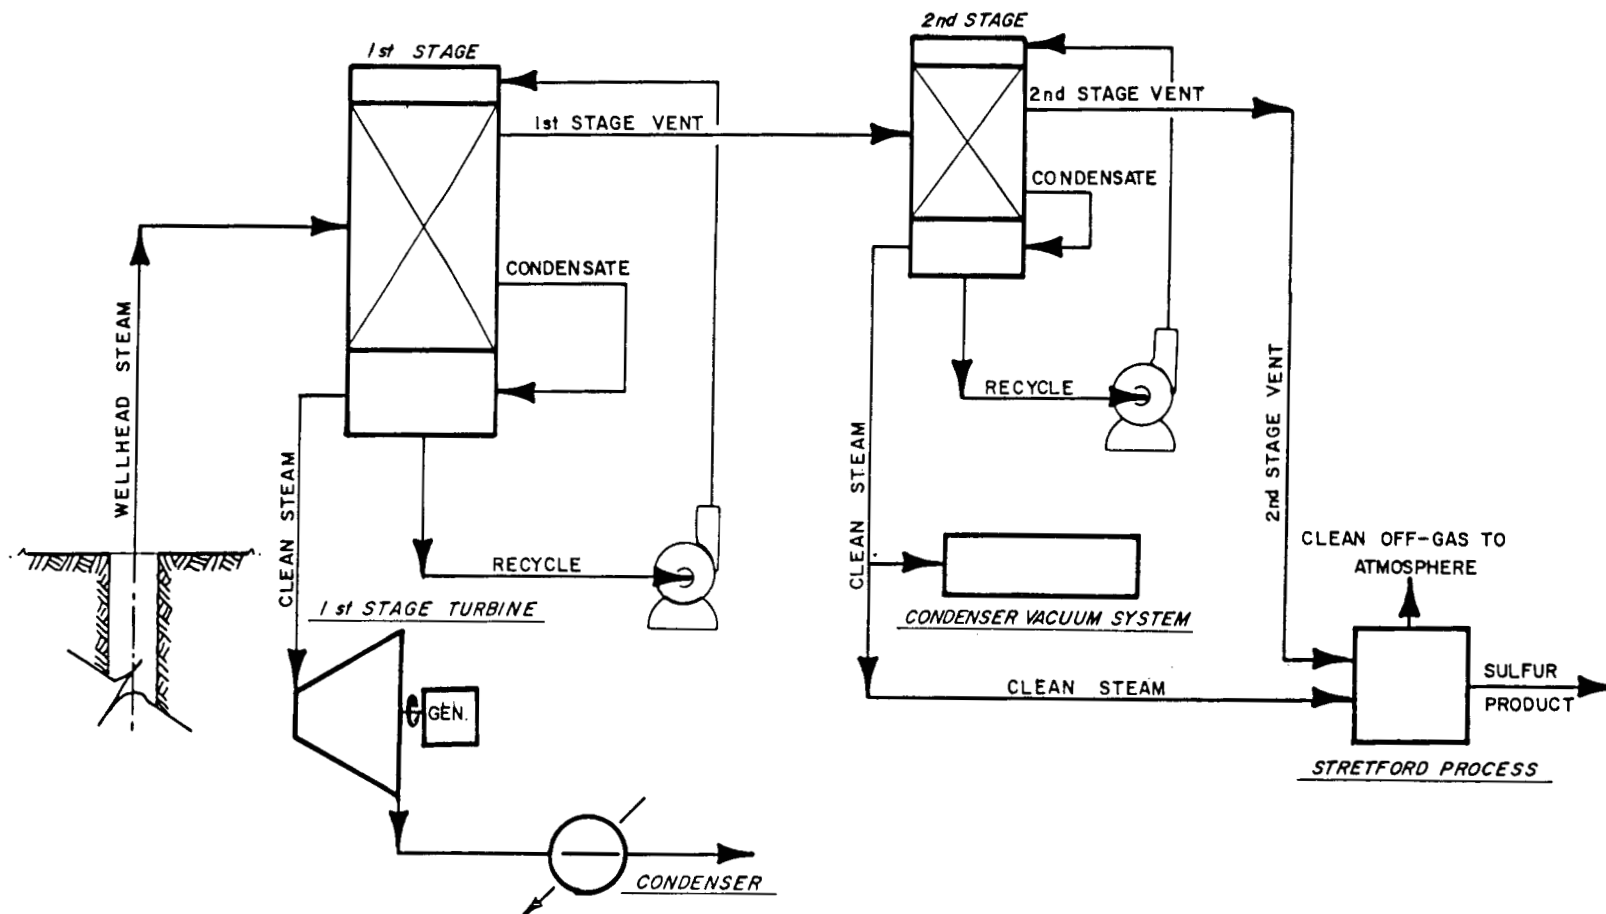 2nd STAGE
1st STAGE
2nd STAGE VENT
1st STAGE VENT
CONDENSATE
CONDENSATE
WELLHEAD STEAM
RECYCLE
2nd STAGE VENT
CLEAN STEAM
CLEAN STEAM
CLEAN OFF-GAS TO
ATMOSPHERE
RECYCLE
1st STAGE TURBINE
CONDENSER VACUUM SYSTEM
SULFUR
PRODUCT
CLEAN STEAM
GEN.
STRETFORD PROCESS
CONDENSER